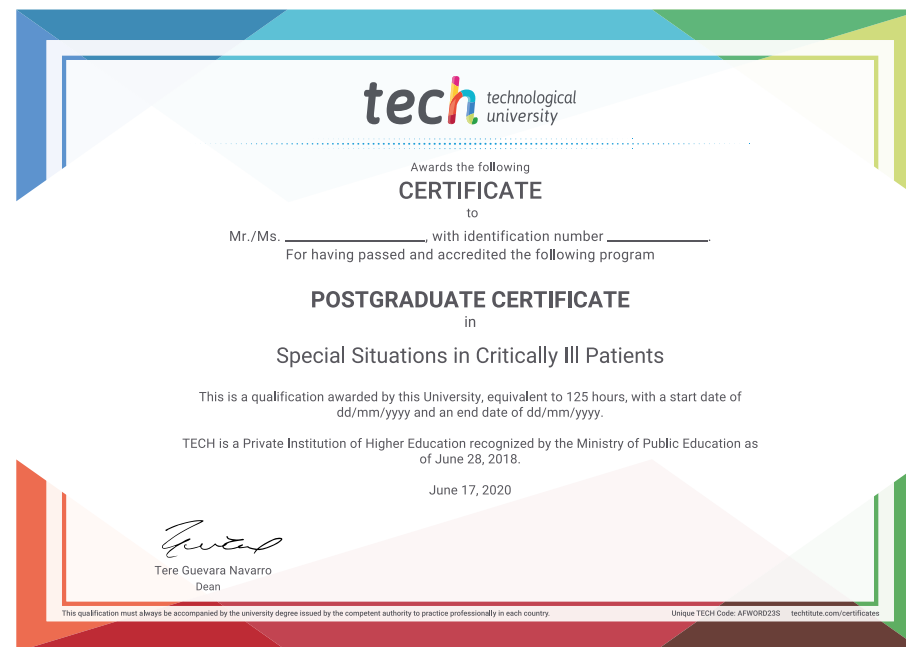 tech technological
university
Awards the following
CERTIFICATE
to
Mr./Ms. ____________, with identification number ____________.
For having passed and accredited the following program
POSTGRADUATE CERTIFICATE
in
Special Situations in Critically Ill Patients
This is a qualification awarded by this University, equivalent to 125 hours, with a start date of
dd/mm/yyyy and an end date of dd/mm/yyyy.
TECH is a Private Institution of Higher Education recognized by the Ministry of Public Education as
of June 28, 2018.
June 17, 2020
Tere Guevara Navarro
Dean
This qualification must always be accompanied by the university degree issued by the competent authority to practice professionally in each country. Unique TECH Code: AFWORD23S techtitute.com/certificates